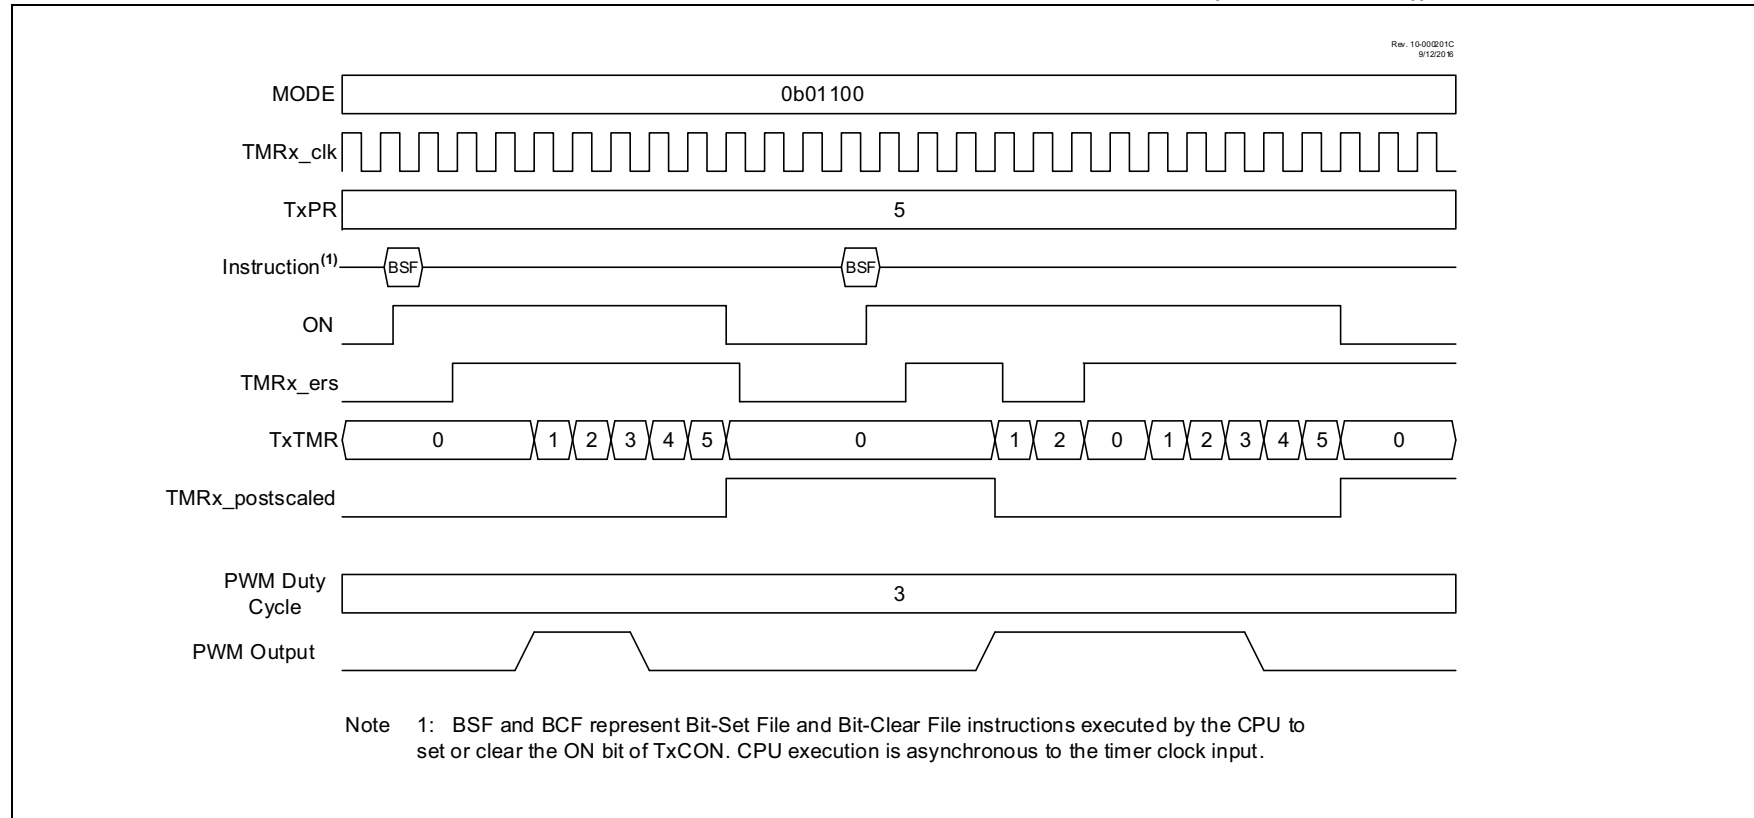 Rev. 10-000201C
9/12/2016
MODE 0b01100
TMRx_clk
TxPR 5
Instruction(1) BSF BSF
ON
TMRx_ers
TxTMR 0 1 2 3 4 5 0 1 2 0 1 2 3 4 5 0
TMRx_postscaled
PWM Duty
Cycle 3
PWM Output
Note 1: BSF and BCF represent Bit-Set File and Bit-Clear File instructions executed by the CPU to
set or clear the ON bit of TxCON. CPU execution is asynchronous to the timer clock input.